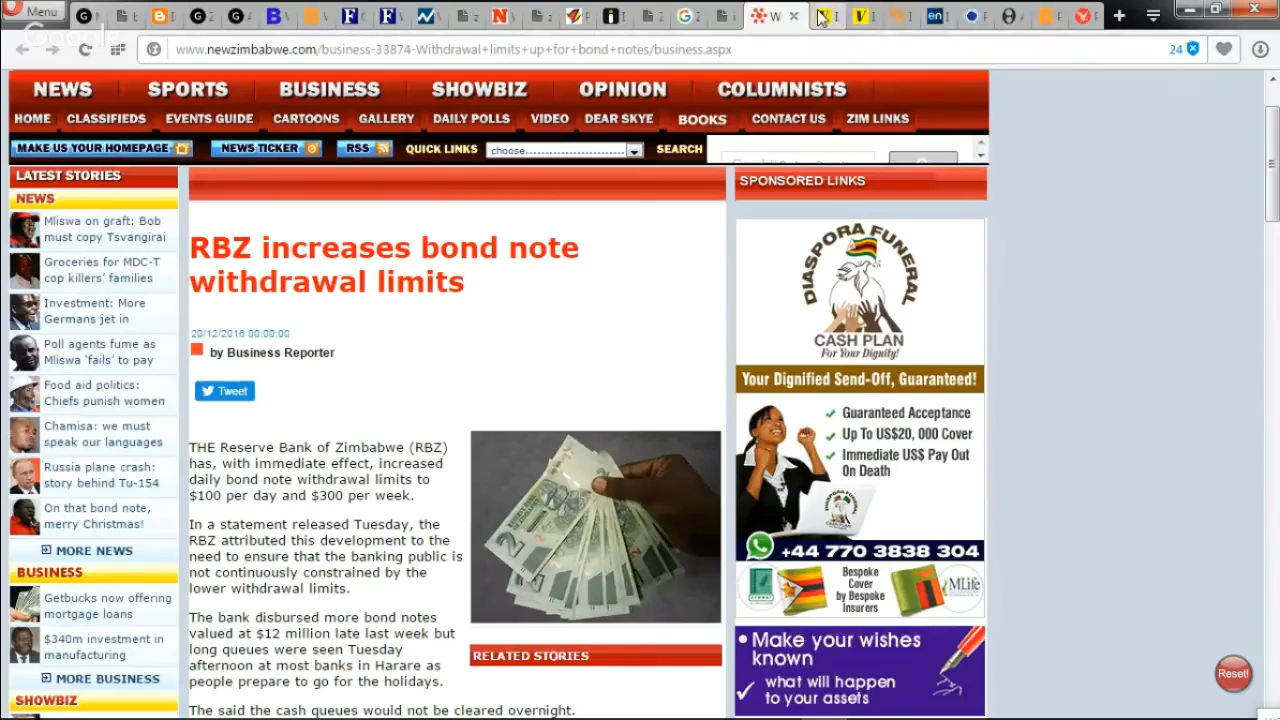 Menu
www.newzimbabwe.com/business-33874-Withdrawal+limits+up+for+bond+notes/business.aspx
24
NEWS SPORTS BUSINESS SHOWBIZ OPINION COLUMNISTS
HOME CLASSIFIEDS EVENTS GUIDE CARTOONS GALLERY DAILY POLLS VIDEO DEAR SKYE BOOKS CONTACT US ZIM LINKS
MAKE US YOUR HOMEPAGE NEWS TICKER RSS QUICK LINKS choose........................... SEARCH
LATEST STORIES
NEWS
Mliswa on graft: Bob
must copy Tsvangirai
Groceries for MDC-T
cop killers' families
Investment: More
Germans jet in
Poll agents fume as
Mliswa 'fails' to pay
Food aid politics:
Chiefs punish women
Chamisa: we must
speak our languages
Russia plane crash:
story behind Tu-154
On that bond note,
merry Christmas!
MORE NEWS
BUSINESS
Getbucks now offering
mortgage loans
$340m investment in
manufacturing
MORE BUSINESS
SHOWBIZ
RBZ increases bond note
withdrawal limits
20/12/2016 00:00:00
by Business Reporter
Tweet
THE Reserve Bank of Zimbabwe (RBZ)
has, with immediate effect, increased
daily bond note withdrawal limits to
$100 per day and $300 per week.
In a statement released Tuesday, the
RBZ attributed this development to the
need to ensure that the banking public is
not continuously constrained by the
lower withdrawal limits.
The bank disbursed more bond notes
valued at $12 million late last week but
long queues were seen Tuesday
afternoon at most banks in Harare as
people prepare to go for the holidays.
The said the cash queues would not be cleared overnight.
RELATED STORIES
SPONSORED LINKS
DIASPORA FUNERAL
CASH PLAN
For Your Dignity!
Your Dignified Send-Off, Guaranteed!
Guaranteed Acceptance
Up To US$20, 000 Cover
Immediate US$ Pay Out
On Death
+44 770 3838 304
Bespoke
Cover
by Bespoke
Insurers
MLife
Make your wishes
known
what will happen
to your assets
Reset!